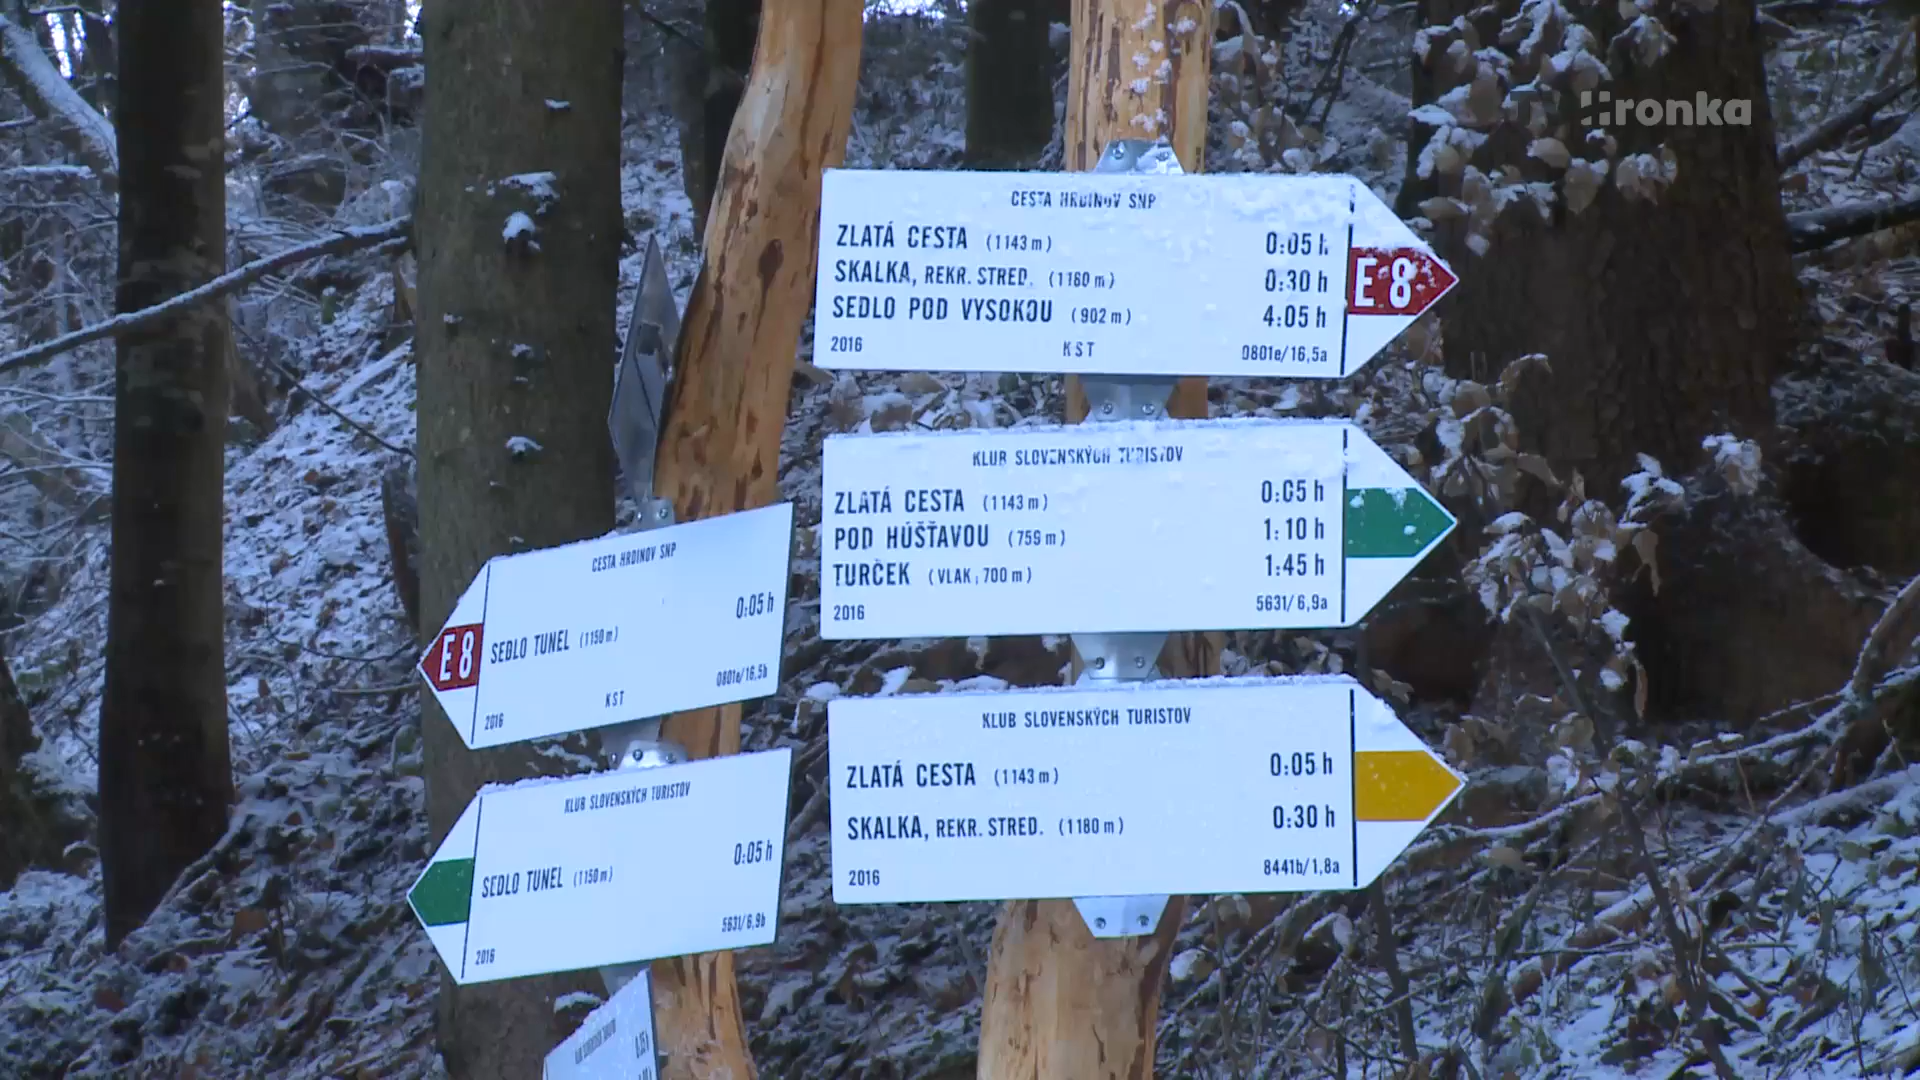 Hronka
CESTA HRDINOV SNP
ZLATÁ CESTA (1143 m) 0:05 h
SKALKA, REKR. STRED. (1180 m) 0:30 h
SEDLO POD VYSOKOU (902 m) 4:05 h
2016 KST 0801e/16,5a
E 8
KLUB SLOVENSKÝCH TURISTOV
ZLATÁ CESTA (1143 m) 0:05 h
POD HÚŠŤAVOU (759 m) 1:10 h
TURČEK (VLAK, 700 m) 1:45 h
2016 5631/6,9a
KLUB SLOVENSKÝCH TURISTOV
ZLATÁ CESTA (1143 m) 0:05 h
SKALKA, REKR. STRED. (1180 m) 0:30 h
2016 8441b/1,8a
CESTA HRDINOV SNP
0:05 h
E 8 SEDLO TUNEL (1150 m)
0801e/16,5b
2016 KST
KLUB SLOVENSKÝCH TURISTOV
0:05 h
SEDLO TUNEL (1150 m)
5631/6,9b
2016